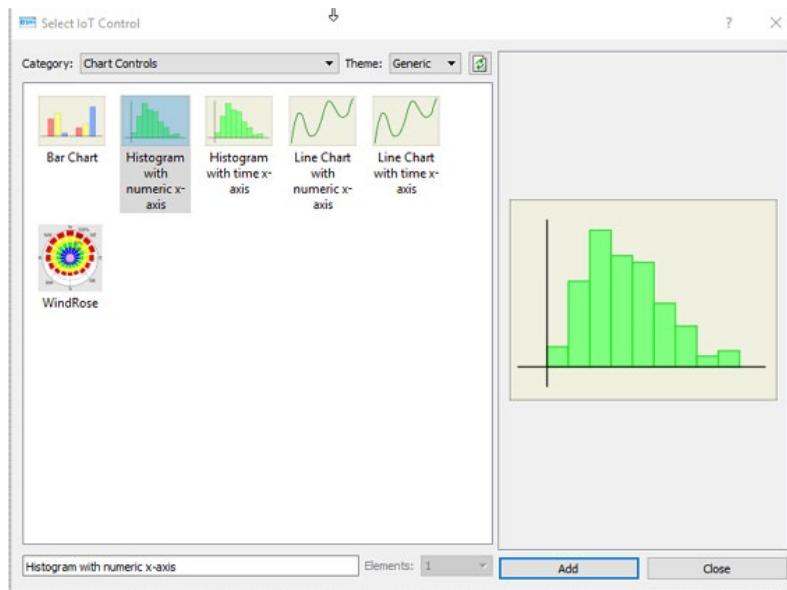 Select IoT Control
?
Category: Chart Controls Theme: Generic
Bar Chart
Histogram
with
numeric x-
axis
Histogram
with time x-
axis
Line Chart
with
numeric x-
axis
Line Chart
with time x-
axis
WindRose
Histogram with numeric x-axis Elements: 1 Add Close